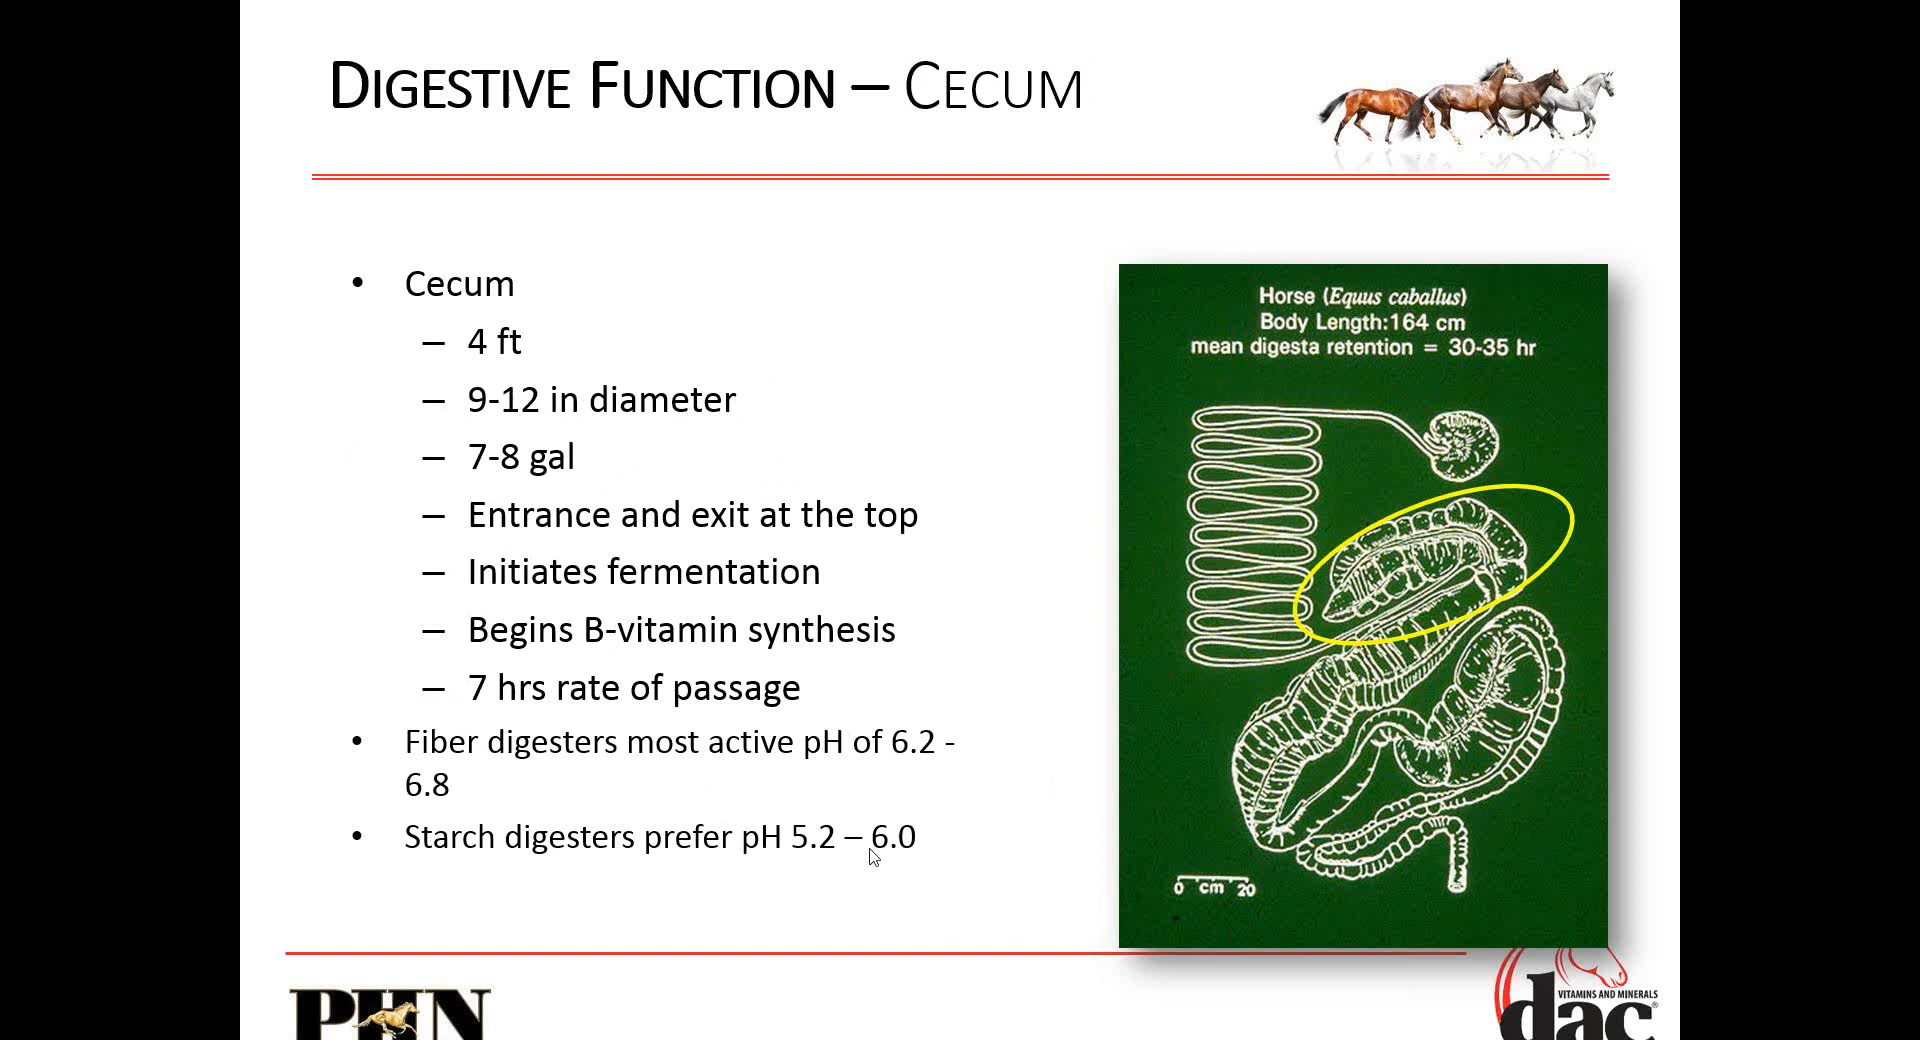 DIGESTIVE FUNCTION – CECUM
• Cecum
– 4 ft
– 9-12 in diameter
– 7-8 gal
– Entrance and exit at the top
– Initiates fermentation
– Begins B-vitamin synthesis
– 7 hrs rate of passage
• Fiber digesters most active pH of 6.2 -
6.8
• Starch digesters prefer pH 5.2 – 6.0
Horse (Equus caballus)
Body Length:164 cm
mean digesta retention = 30-35 hr
0 cm 20
PHN
VITAMINS AND MINERALS
dac®